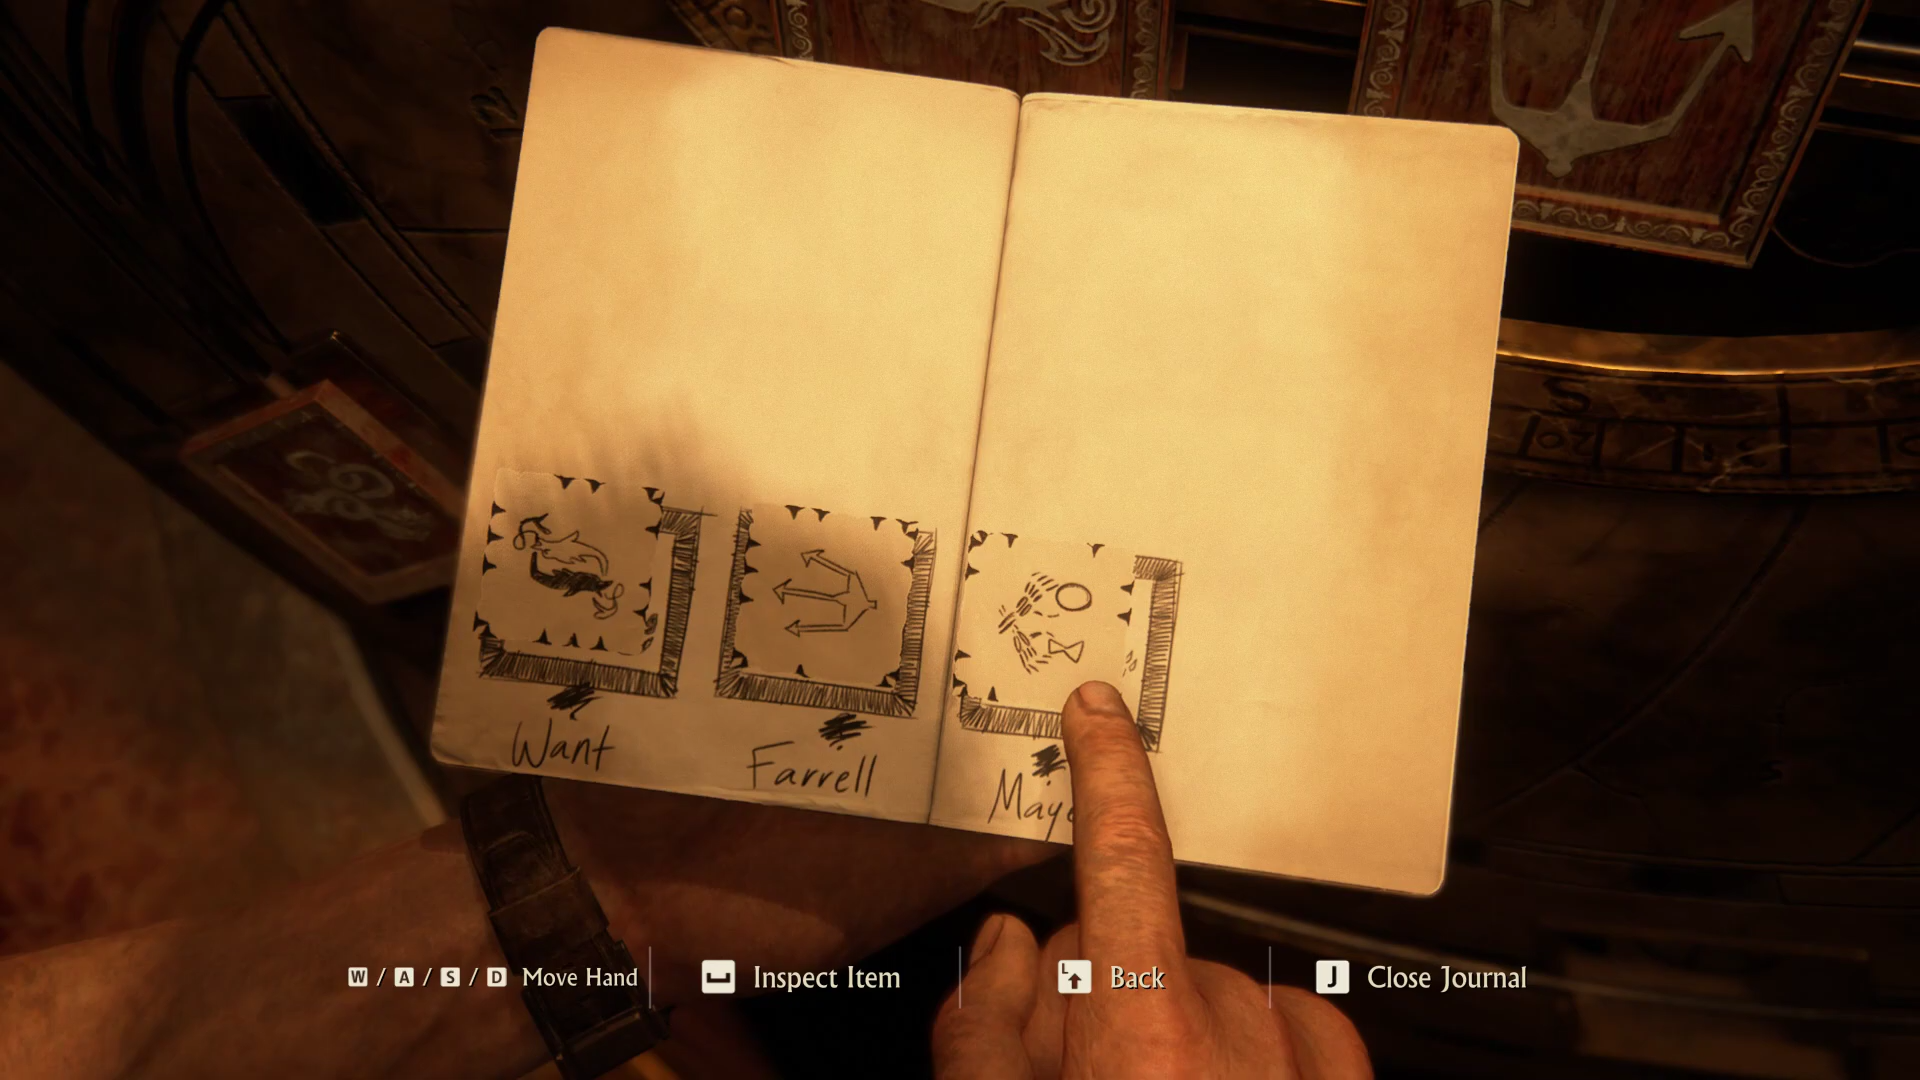 Want
Farrell
W / A / S / D Move Hand
Inspect Item
L Back
J Close Journal